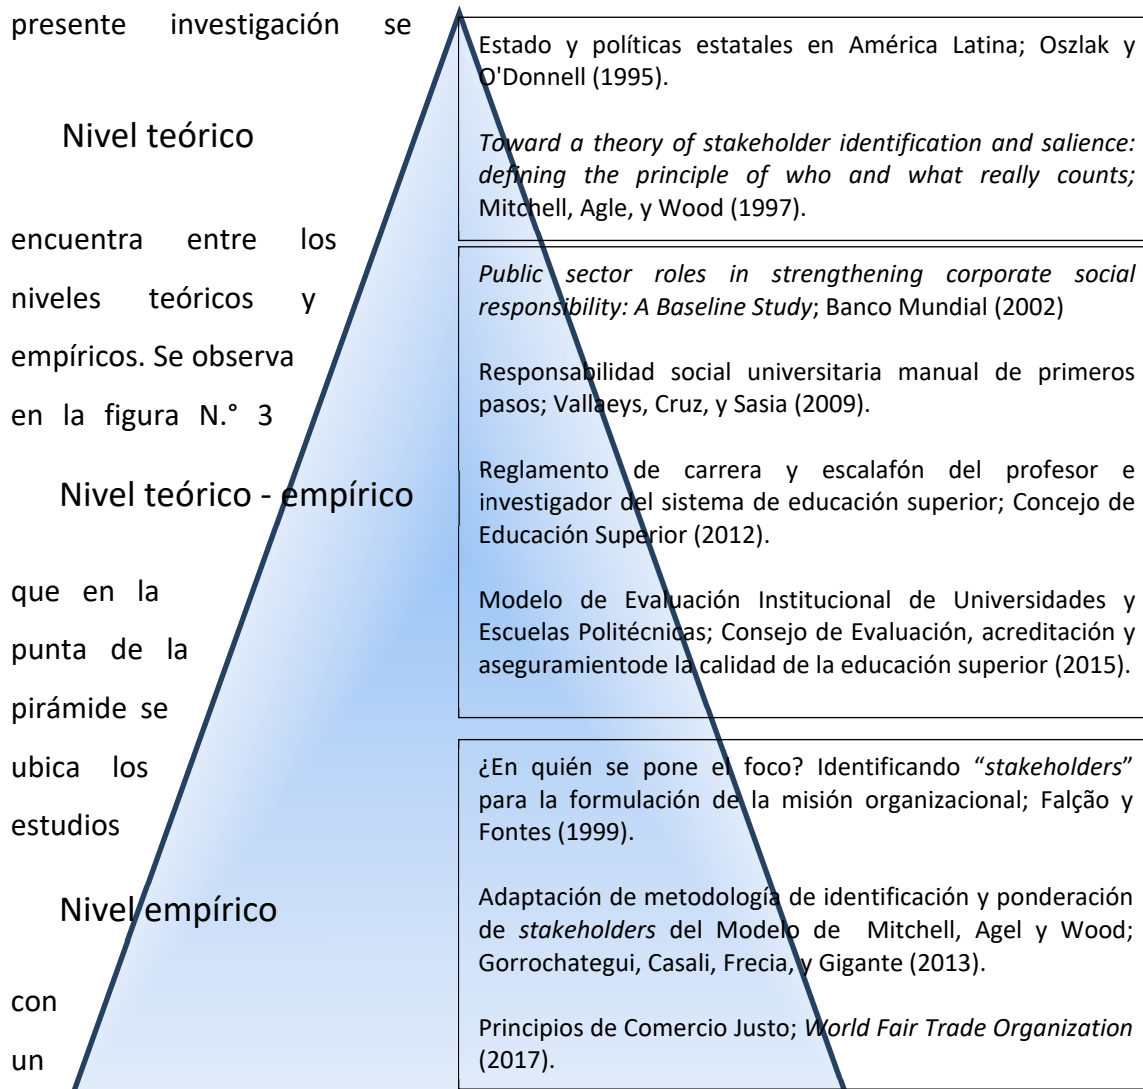 presente investigación se
Nivel teórico
encuentra entre los
niveles teóricos y
empíricos. Se observa
en la figura N.° 3
Nivel teórico - empírico
que en la
punta de la
pirámide se
ubica los
estudios
Nivel empírico
con
un
Estado y políticas estatales en América Latina; Oszlak y
O'Donnell (1995).
Toward a theory of stakeholder identification and salience:
defining the principle of who and what really counts;
Mitchell, Agle, y Wood (1997).
Public sector roles in strengthening corporate social
responsibility: A Baseline Study; Banco Mundial (2002)
Responsabilidad social universitaria manual de primeros
pasos; Vallaeys, Cruz, y Sasia (2009).
Reglamento de carrera y escalafón del profesor e
investigador del sistema de educación superior; Concejo de
Educación Superior (2012).
Modelo de Evaluación Institucional de Universidades y
Escuelas Politécnicas; Consejo de Evaluación, acreditación y
aseguramientode la calidad de la educación superior (2015).
¿En quién se pone el foco? Identificando “stakeholders”
para la formulación de la misión organizacional; Falção y
Fontes (1999).
Adaptación de metodología de identificación y ponderación
de stakeholders del Modelo de Mitchell, Agel y Wood;
Gorrochategui, Casali, Frecia, y Gigante (2013).
Principios de Comercio Justo; World Fair Trade Organization
(2017).